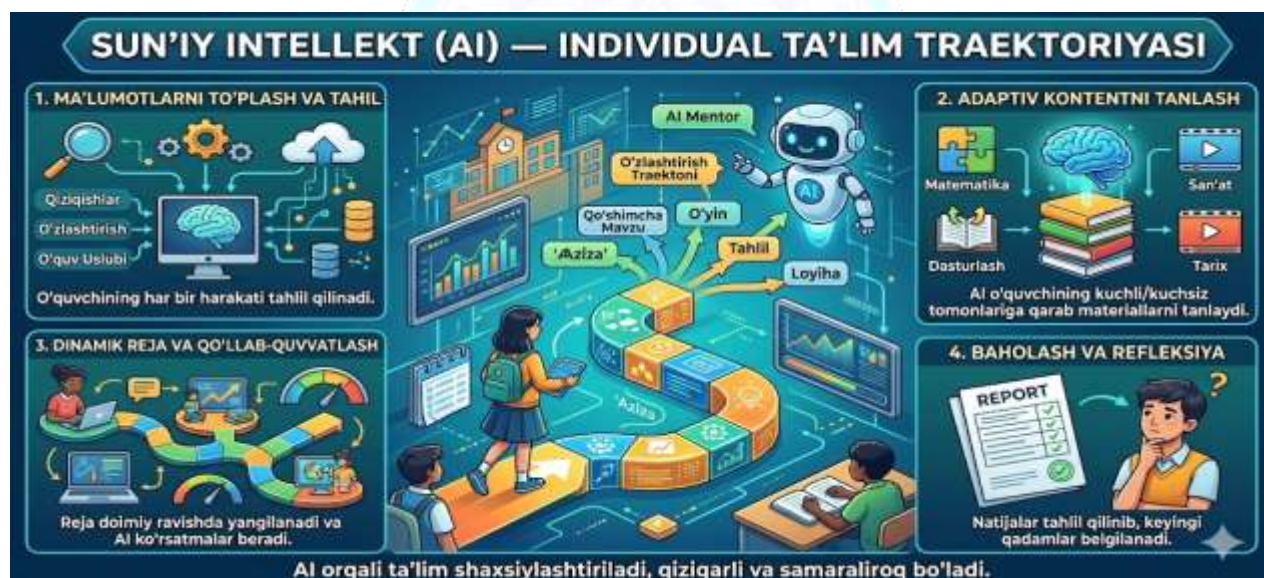 SUN'IY INTELLEKT (AI) — INDIVIDUAL TA'LIM TRAEKTORIYASI
1. MA'LUMOTLARNI TO'PLASH VA TAHIL
Qiziqishlar
O'zlashtirish
O'quv Uslubi
O'quvchining har bir harakati tahlil qilinadi.
AI Mentor
O'zlashtirish
Traektoni
Qo'shimcha
Mavzu
O'yin
'Aziza'
Tahlil
Loyiha
AI
'Aziza
2. ADAPTIV KONTENTNI TANLASH
Matematika
San'at
Dasturlash
Tarix
AI o'quvchining kuchli/kuchsiz
tomonlariga qarab materiallarni tanlaydi.
3. DINAMIK REJA VA QO'LLAB-QUVVATLASH
Reja doimiy ravishda yangilanadi va
AI ko'rsatmalar beradi.
4. BAHOLASH VA REFLEKSIYA
REPORT
?
Natijalar tahlil qilinib, keyingi
qadamlar belgilanadi.
AI orqali ta'lim shaxsiylashtiriladi, qiziqarli va samaraliroq bo'ladi.